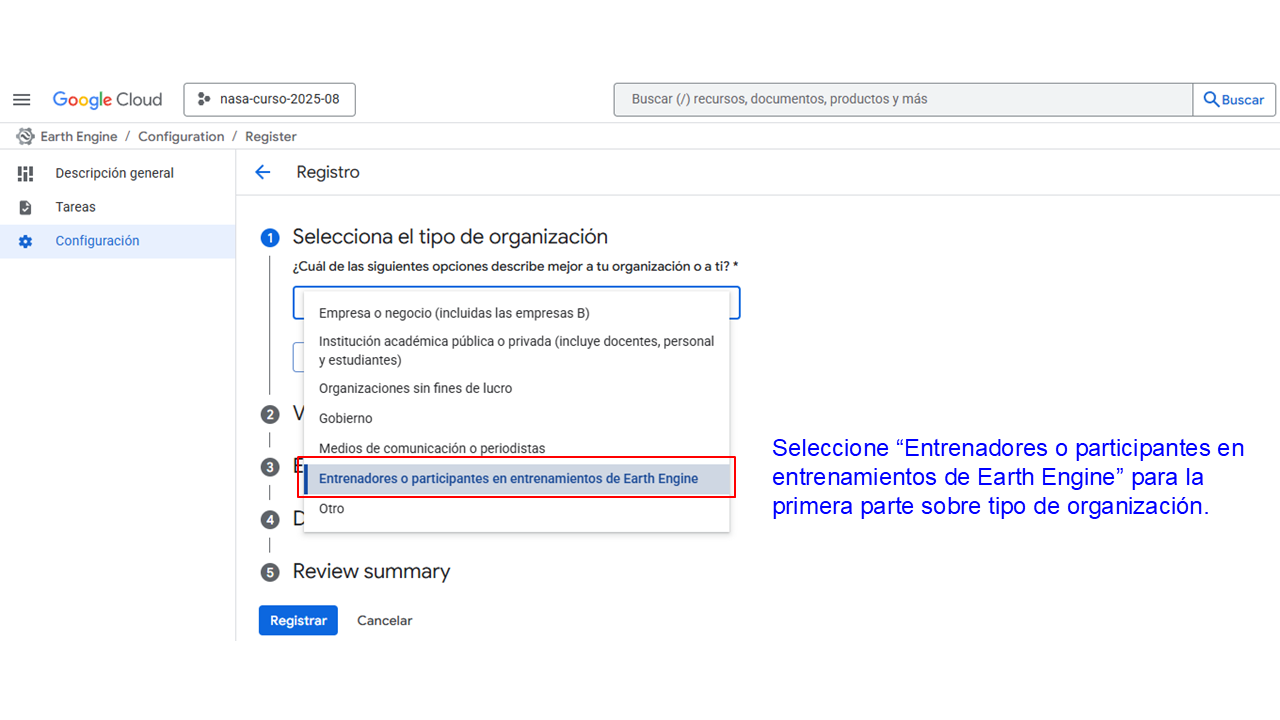 Google Cloud
nasa-curso-2025-08
Buscar (/) recursos, documentos, productos y más
Buscar
Earth Engine / Configuration / Register
Descripción general
Tareas
Configuración
Registro
1
Selecciona el tipo de organización
¿Cuál de las siguientes opciones describe mejor a tu organización o a ti? *
Empresa o negocio (incluidas las empresas B)
Institución académica pública o privada (incluye docentes, personal
y estudiantes)
Organizaciones sin fines de lucro
Gobierno
Medios de comunicación o periodistas
Entrenadores o participantes en entrenamientos de Earth Engine
Otro
2
3
4
5
Review summary
Registrar
Cancelar
Seleccione “Entrenadores o participantes en
entrenamientos de Earth Engine” para la
primera parte sobre tipo de organización.